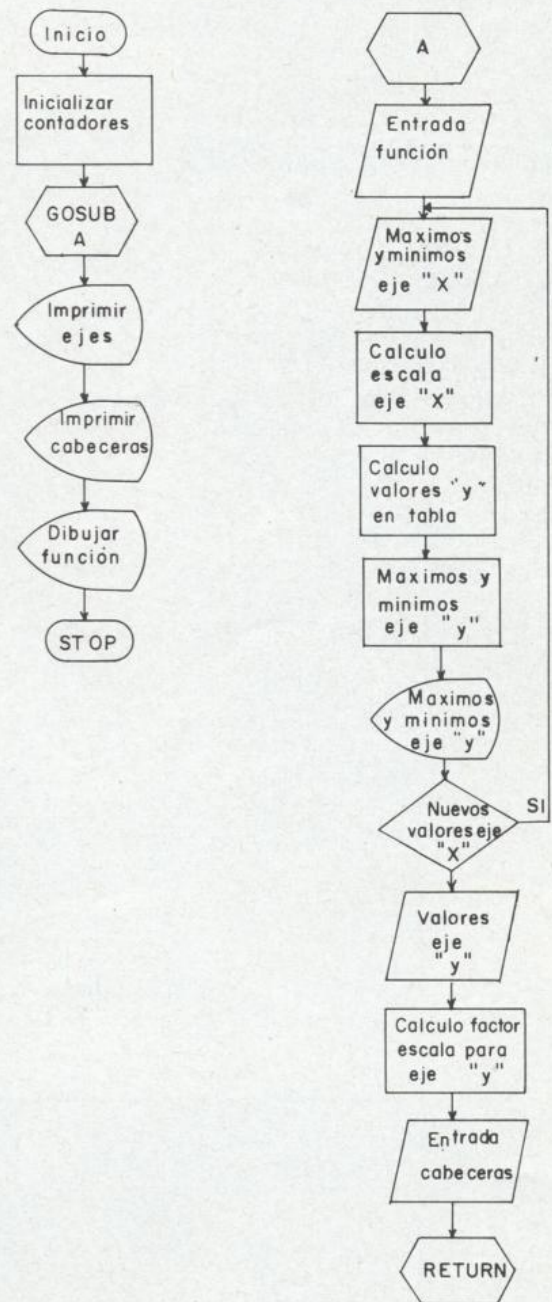 Inicio
Inicializar
contadores
GOSUB
A
Imprimir
ejes
Imprimir
cabeceras
Dibujar
función
STOP
A
Entrada
función
Maximos
y minimos
eje "X"
Calculo
escala
eje "X"
Calculo
valores "y"
en tabla
Maximos y
minimos
eje "y"
Maximos
y minimos
eje "y"
Nuevos
valores eje
"X"
SI
Valores
eje
"y"
Calculo factor
escala para
eje "y"
Entrada
cabeceras
RETURN